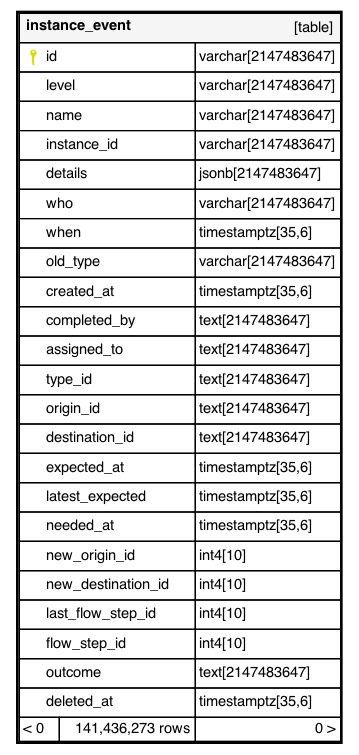 instance_event [table]
id varchar[2147483647]
level varchar[2147483647]
name varchar[2147483647]
instance_id varchar[2147483647]
details jsonb[2147483647]
who varchar[2147483647]
when timestamptz[35,6]
old_type varchar[2147483647]
created_at timestamptz[35,6]
completed_by text[2147483647]
assigned_to text[2147483647]
type_id text[2147483647]
origin_id text[2147483647]
destination_id text[2147483647]
expected_at timestamptz[35,6]
latest_expected timestamptz[35,6]
needed_at timestamptz[35,6]
new_origin_id int4[10]
new_destination_id int4[10]
last_flow_step_id int4[10]
flow_step_id int4[10]
outcome text[2147483647]
deleted_at timestamptz[35,6]
< 0 141,436,273 rows 0 >